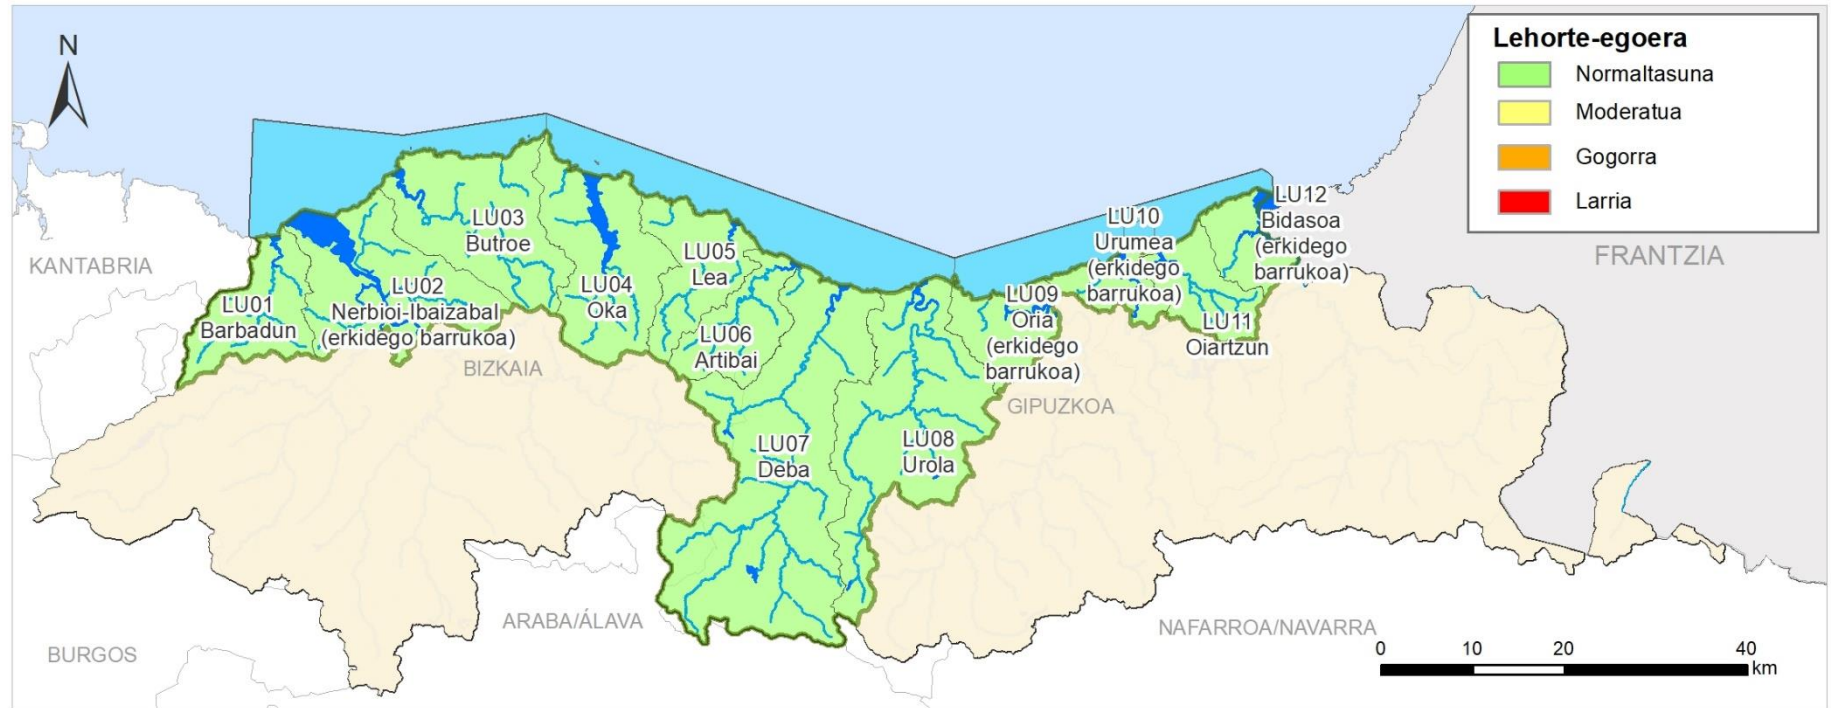 N
Lehorte-egoera
Normaltasuna
Moderatua
Gogorra
Larria
KANTABRIA
FRANTZIA
BIZKAIA
GIPUZKOA
ARABA/ÁLAVA
NAFARROA/NAVARRA
BURGOS
LU01
Barbadun
LU02
Nerbioi-Ibaizabal
(erkidego barrukoa)
LU03
Butroe
LU04
Oka
LU05
Lea
LU06
Artibai
LU07
Deba
LU08
Urola
LU09
Oria
(erkidego
barrukoa)
LU10
Urumea
(erkidego
barrukoa)
LU11
Oiartzun
LU12
Bidasoa
(erkidego
barrukoa)
0 10 20 40
km